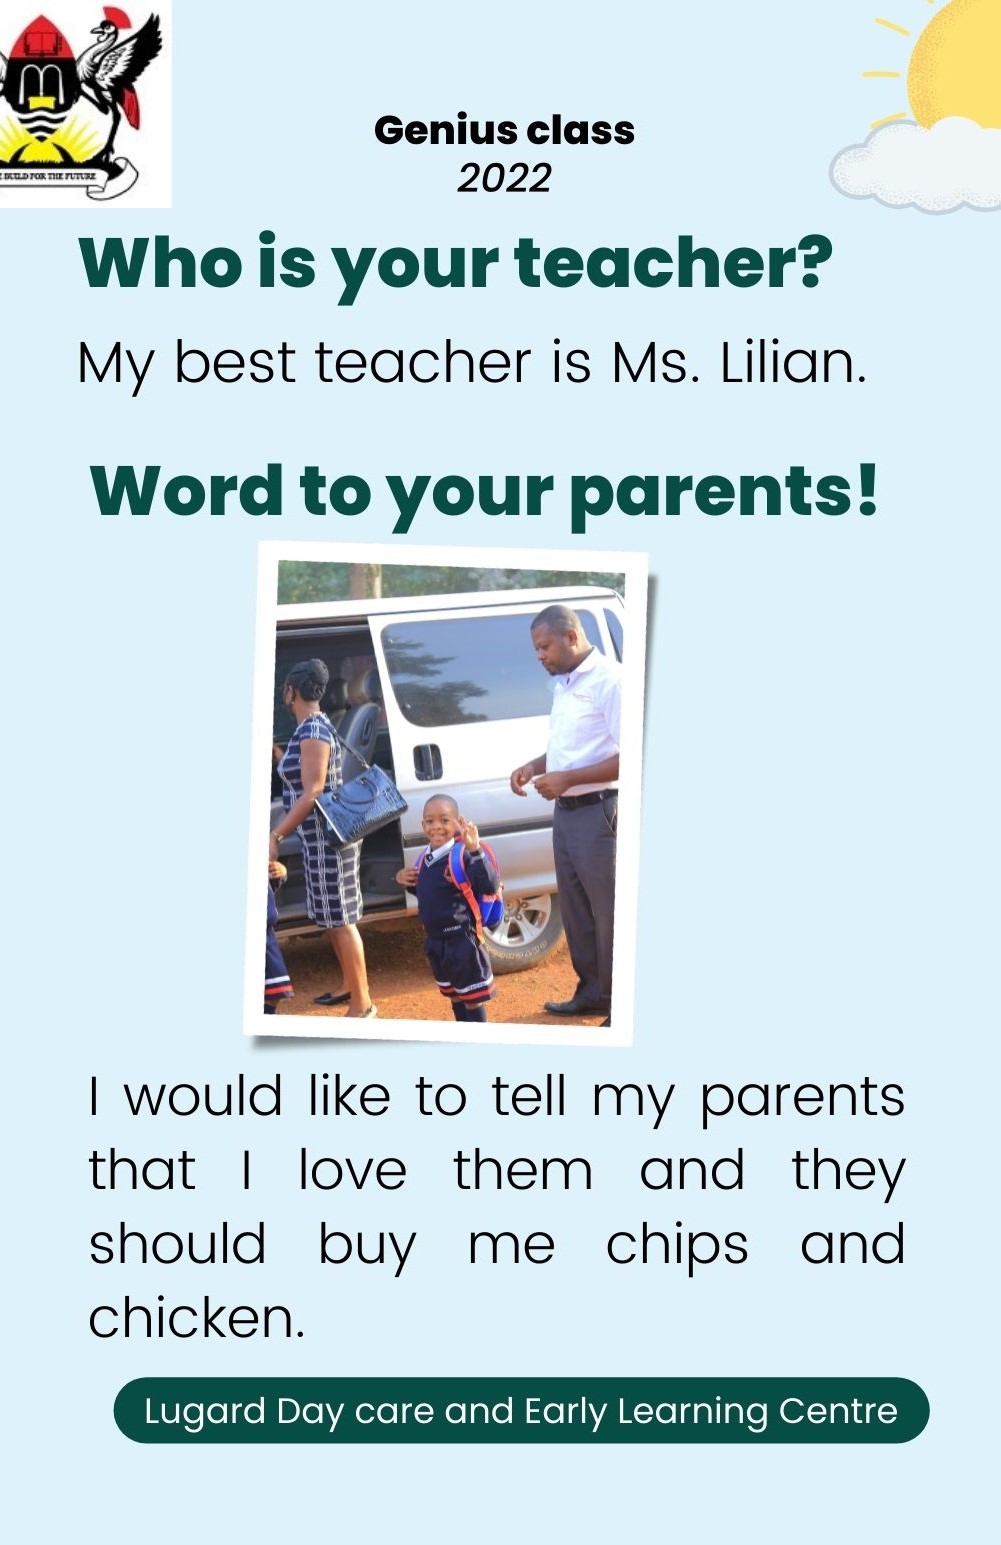 BUILD FOR THE FUTURE
Genius class
2022
Who is your teacher?
My best teacher is Ms. Lilian.
Word to your parents!
I would like to tell my parents
that I love them and they
should buy me chips and
chicken.
Lugard Day care and Early Learning Centre